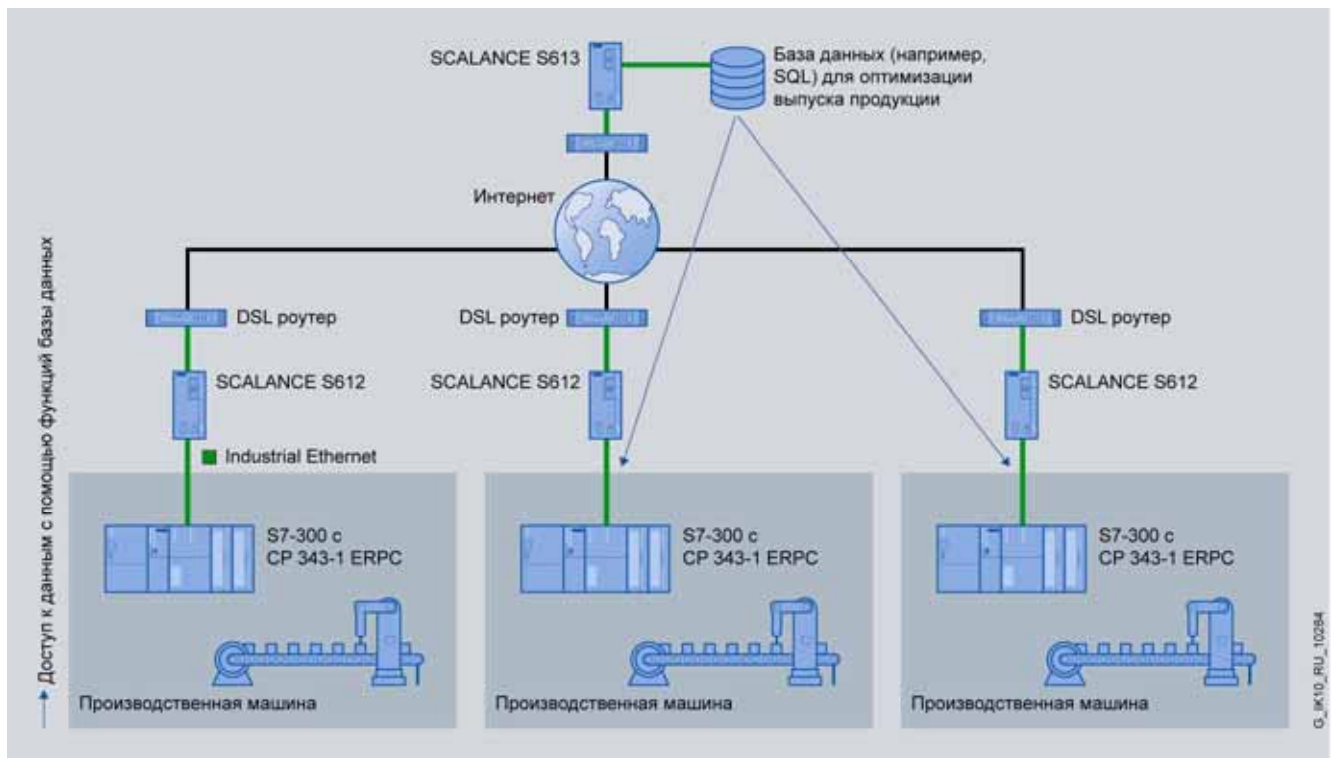 SCALANCE S613
База данных (например,
SQL) для оптимизации
выпуска продукции
Интернет
DSL роутер
DSL роутер
DSL роутер
SCALANCE S612
SCALANCE S612
SCALANCE S612
Industrial Ethernet
S7-300 с
CP 343-1 ERPC
S7-300 с
CP 343-1 ERPC
S7-300 с
CP 343-1 ERPC
Производственная машина
Производственная машина
Производственная машина
Доступ к данным с помощью функций базы данных
G_IK10_RU_10264